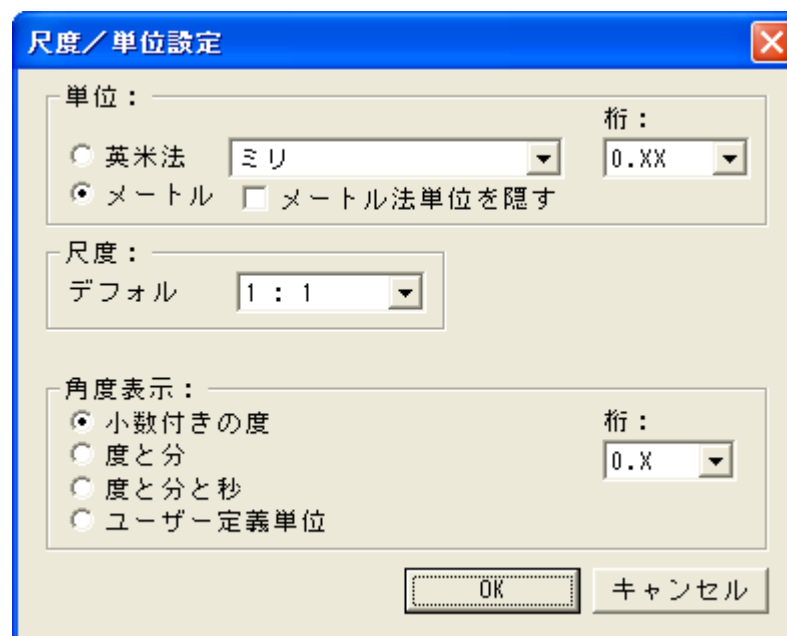 尺度／単位設定
単位：
桁：
英米法 ミリ 0.XX
メートル メートル法単位を隠す
尺度：
デフォル 1 : 1
角度表示：
小数付きの度 桁：
度と分 0.X
度と分と秒
ユーザー定義単位
OK キャンセル